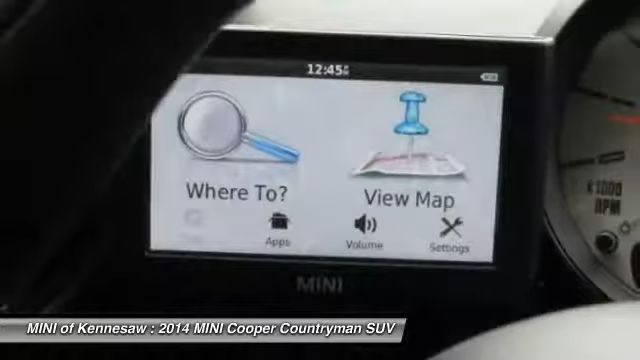 12:45
Where To?
View Map
Apps
Volume
Settings
x1000
RPM
MINI
MINI of Kennesaw : 2014 MINI Cooper Countryman SUV